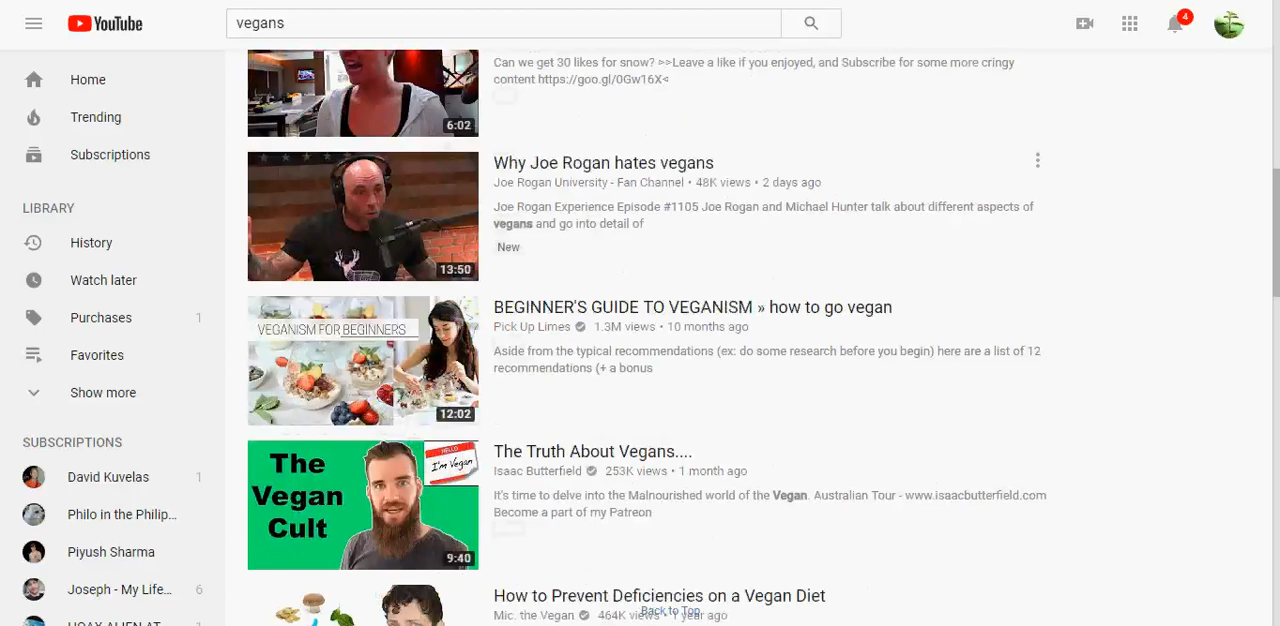 YouTube
vegans
4
Home
Trending
Subscriptions
LIBRARY
History
Watch later
Purchases 1
Favorites
Show more
SUBSCRIPTIONS
David Kuvelas 1
Philo in the Philip...
Piyush Sharma
Joseph - My Life... 6
HOAX ALIEN AT
Can we get 30 likes for snow? >>Leave a like if you enjoyed, and Subscribe for some more cringy
content https://goo.gl/0Gw16X<
6:02
Why Joe Rogan hates vegans
Joe Rogan University - Fan Channel • 48K views • 2 days ago
Joe Rogan Experience Episode #1105 Joe Rogan and Michael Hunter talk about different aspects of
vegans and go into detail of
New
13:50
VEGANISM FOR BEGINNERS
12:02
BEGINNER'S GUIDE TO VEGANISM » how to go vegan
Pick Up Limes 1.3M views • 10 months ago
Aside from the typical recommendations (ex: do some research before you begin) here are a list of 12
recommendations (+ a bonus
The
Vegan
Cult
HELLO
I'm Vegan
9:40
The Truth About Vegans....
Isaac Butterfield 253K views • 1 month ago
It's time to delve into the Malnourished world of the Vegan. Australian Tour - www.isaacbutterfield.com
Become a part of my Patreon
How to Prevent Deficiencies on a Vegan Diet
Mic. the Vegan 464K views • 1 year ago
Back to Top